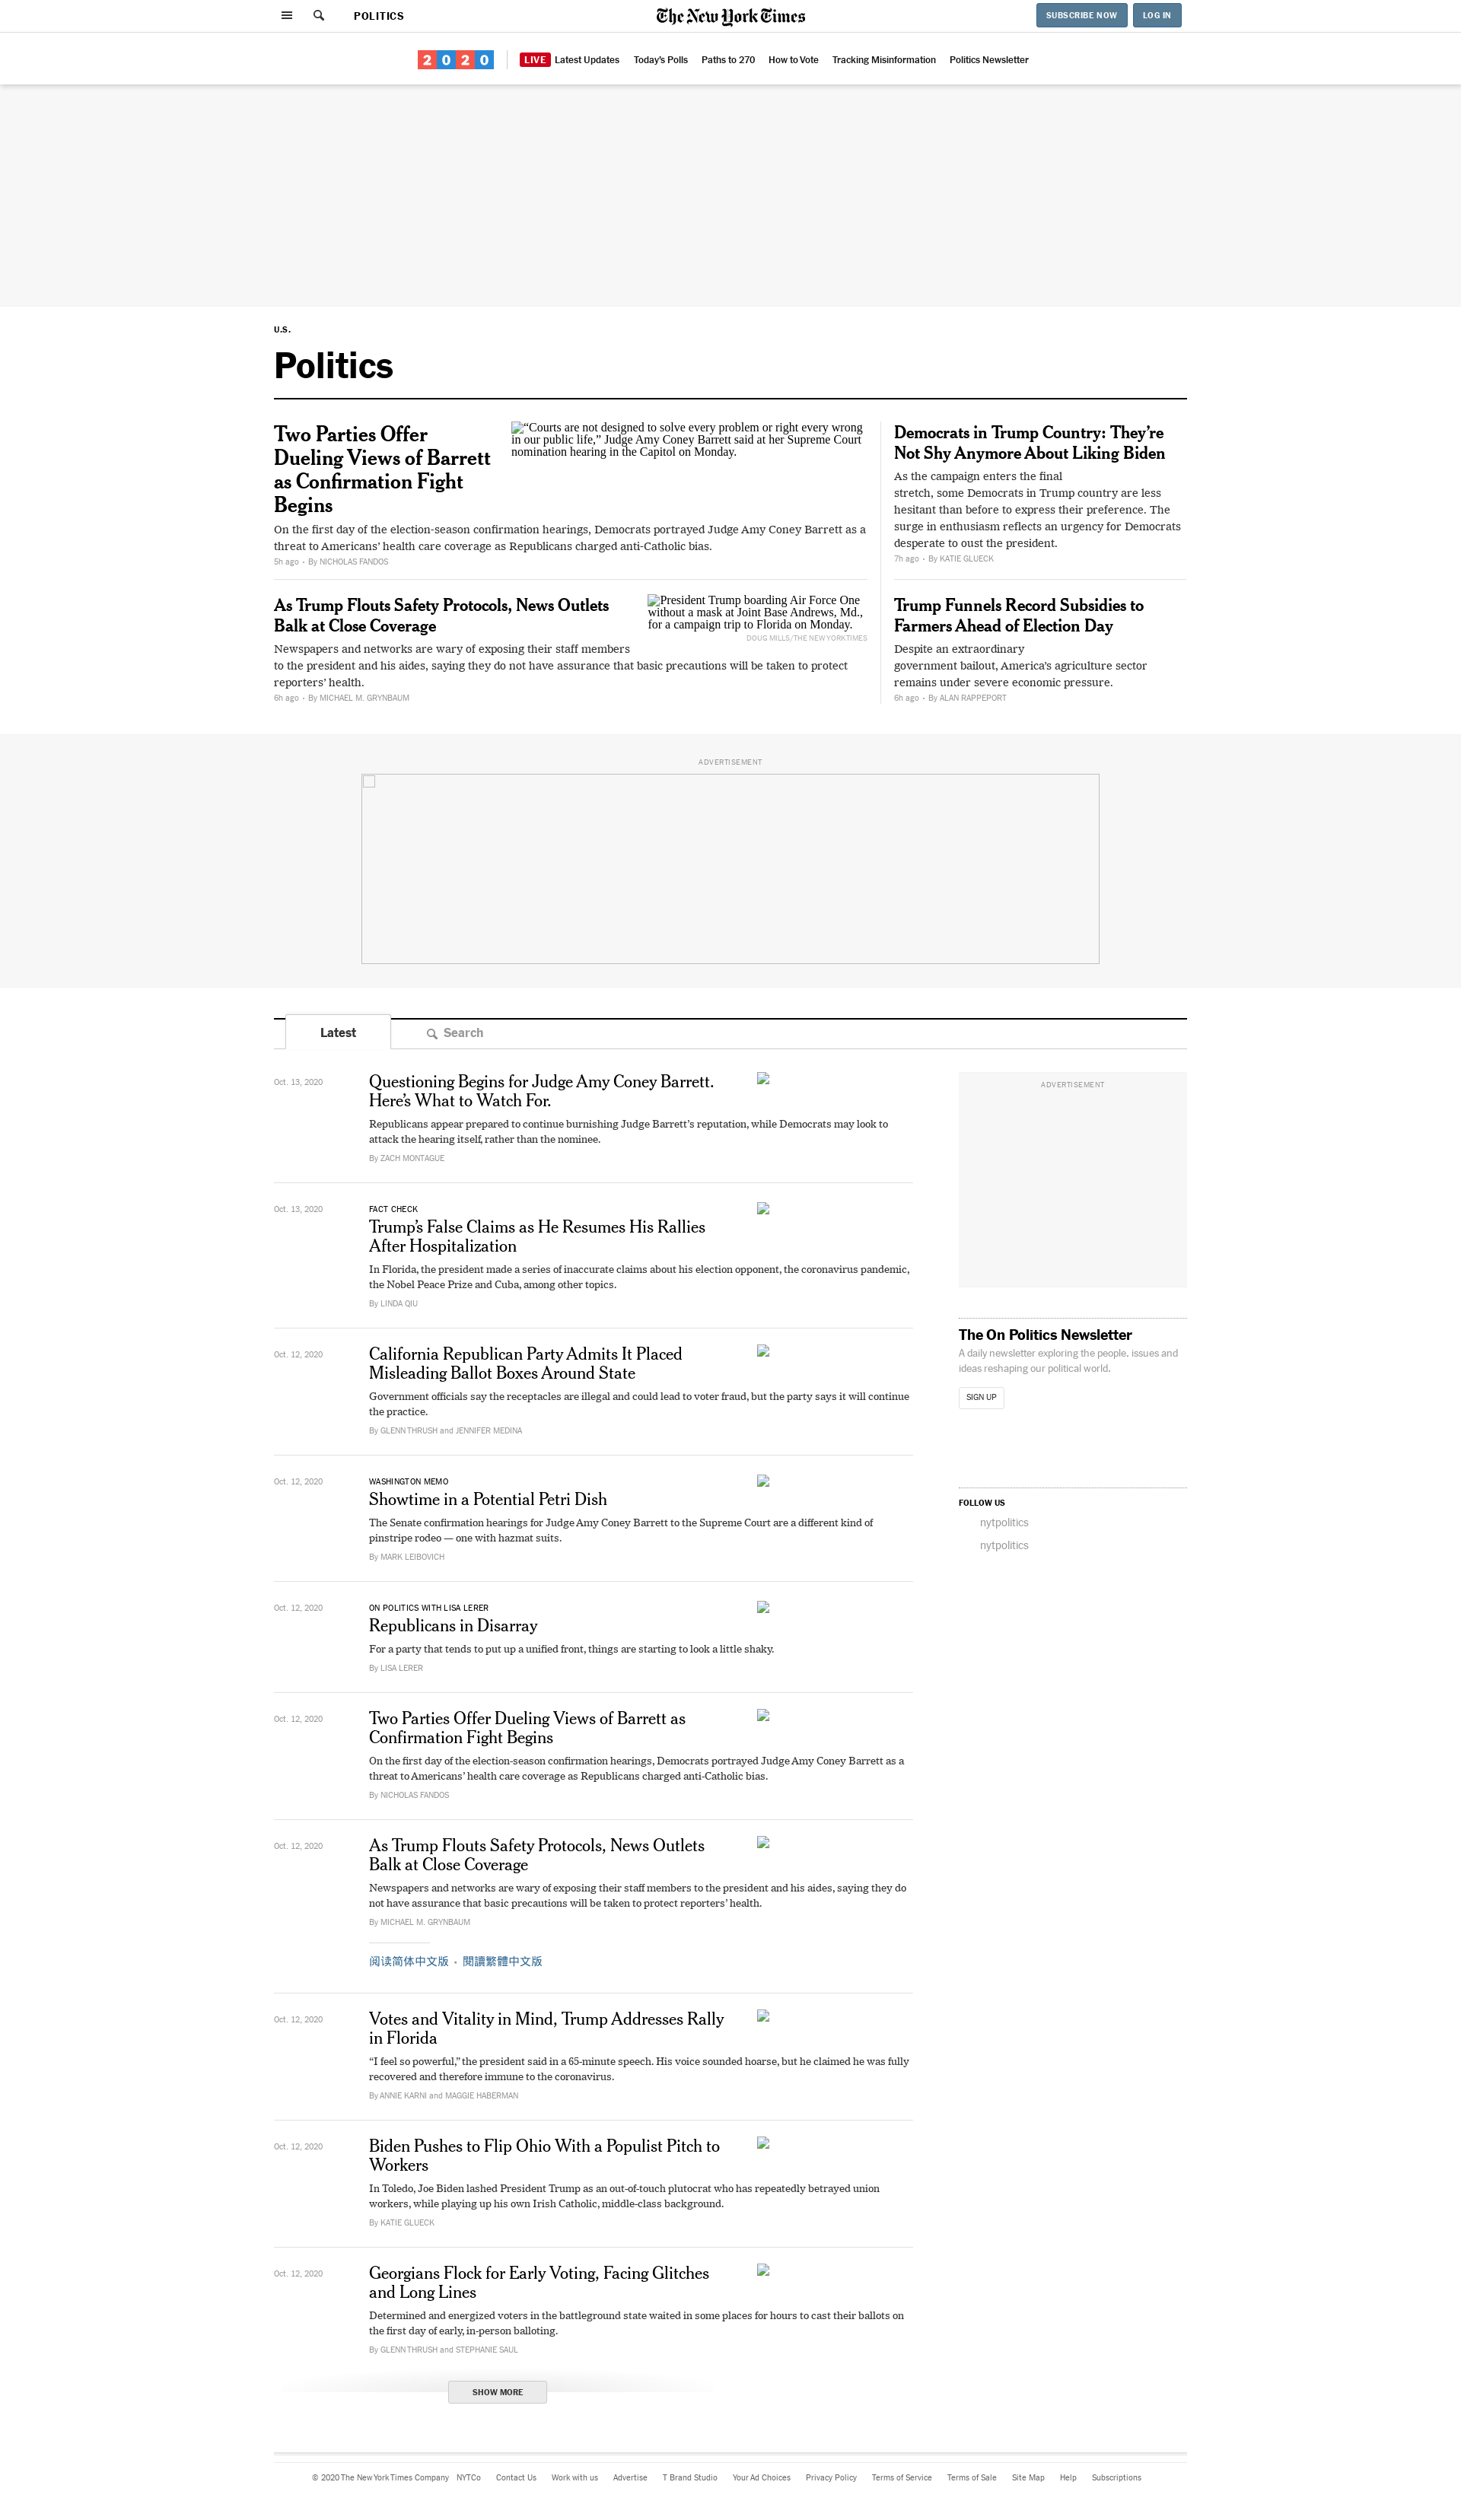 POLITICS
The New York Times
SUBSCRIBE NOW
LOG IN
2020
LIVE Latest Updates
Today's Polls
Paths to 270
How to Vote
Tracking Misinformation
Politics Newsletter
U.S.
Politics
Two Parties Offer
Dueling Views of Barrett
as Confirmation Fight
Begins
“Courts are not designed to solve every problem or right every wrong
in our public life,” Judge Amy Coney Barrett said at her Supreme Court
nomination hearing in the Capitol on Monday.
On the first day of the election-season confirmation hearings, Democrats portrayed Judge Amy Coney Barrett as a
threat to Americans’ health care coverage as Republicans charged anti-Catholic bias.
5h ago • By NICHOLAS FANDOS
As Trump Flouts Safety Protocols, News Outlets
Balk at Close Coverage
President Trump boarding Air Force One
without a mask at Joint Base Andrews, Md.,
for a campaign trip to Florida on Monday.
DOUG MILLS/THE NEW YORK TIMES
Newspapers and networks are wary of exposing their staff members
to the president and his aides, saying they do not have assurance that basic precautions will be taken to protect
reporters’ health.
6h ago • By MICHAEL M. GRYNBAUM
Democrats in Trump Country: They’re
Not Shy Anymore About Liking Biden
As the campaign enters the final
stretch, some Democrats in Trump country are less
hesitant than before to express their preference. The
surge in enthusiasm reflects an urgency for Democrats
desperate to oust the president.
7h ago • By KATIE GLUECK
Trump Funnels Record Subsidies to
Farmers Ahead of Election Day
Despite an extraordinary
government bailout, America’s agriculture sector
remains under severe economic pressure.
6h ago • By ALAN RAPPEPORT
ADVERTISEMENT
Latest
Search
Oct. 13, 2020
Questioning Begins for Judge Amy Coney Barrett.
Here’s What to Watch For.
Republicans appear prepared to continue burnishing Judge Barrett’s reputation, while Democrats may look to
attack the hearing itself, rather than the nominee.
By ZACH MONTAGUE
Oct. 13, 2020
FACT CHECK
Trump’s False Claims as He Resumes His Rallies
After Hospitalization
In Florida, the president made a series of inaccurate claims about his election opponent, the coronavirus pandemic,
the Nobel Peace Prize and Cuba, among other topics.
By LINDA QIU
Oct. 12, 2020
California Republican Party Admits It Placed
Misleading Ballot Boxes Around State
Government officials say the receptacles are illegal and could lead to voter fraud, but the party says it will continue
the practice.
By GLENN THRUSH and JENNIFER MEDINA
Oct. 12, 2020
WASHINGTON MEMO
Showtime in a Potential Petri Dish
The Senate confirmation hearings for Judge Amy Coney Barrett to the Supreme Court are a different kind of
pinstripe rodeo — one with hazmat suits.
By MARK LEIBOVICH
Oct. 12, 2020
ON POLITICS WITH LISA LERER
Republicans in Disarray
For a party that tends to put up a unified front, things are starting to look a little shaky.
By LISA LERER
Oct. 12, 2020
Two Parties Offer Dueling Views of Barrett as
Confirmation Fight Begins
On the first day of the election-season confirmation hearings, Democrats portrayed Judge Amy Coney Barrett as a
threat to Americans’ health care coverage as Republicans charged anti-Catholic bias.
By NICHOLAS FANDOS
Oct. 12, 2020
As Trump Flouts Safety Protocols, News Outlets
Balk at Close Coverage
Newspapers and networks are wary of exposing their staff members to the president and his aides, saying they do
not have assurance that basic precautions will be taken to protect reporters’ health.
By MICHAEL M. GRYNBAUM
阅读简体中文版 • 閱讀繁體中文版
Oct. 12, 2020
Votes and Vitality in Mind, Trump Addresses Rally
in Florida
“I feel so powerful,” the president said in a 65-minute speech. His voice sounded hoarse, but he claimed he was fully
recovered and therefore immune to the coronavirus.
By ANNIE KARNI and MAGGIE HABERMAN
Oct. 12, 2020
Biden Pushes to Flip Ohio With a Populist Pitch to
Workers
In Toledo, Joe Biden lashed President Trump as an out-of-touch plutocrat who has repeatedly betrayed union
workers, while playing up his own Irish Catholic, middle-class background.
By KATIE GLUECK
Oct. 12, 2020
Georgians Flock for Early Voting, Facing Glitches
and Long Lines
Determined and energized voters in the battleground state waited in some places for hours to cast their ballots on
the first day of early, in-person balloting.
By GLENN THRUSH and STEPHANIE SAUL
SHOW MORE
ADVERTISEMENT
The On Politics Newsletter
A daily newsletter exploring the people, issues and
ideas reshaping our political world.
SIGN UP
FOLLOW US
nytpolitics
nytpolitics
© 2020 The New York Times Company NYTCo Contact Us Work with us Advertise T Brand Studio Your Ad Choices Privacy Policy Terms of Service Terms of Sale Site Map Help Subscriptions